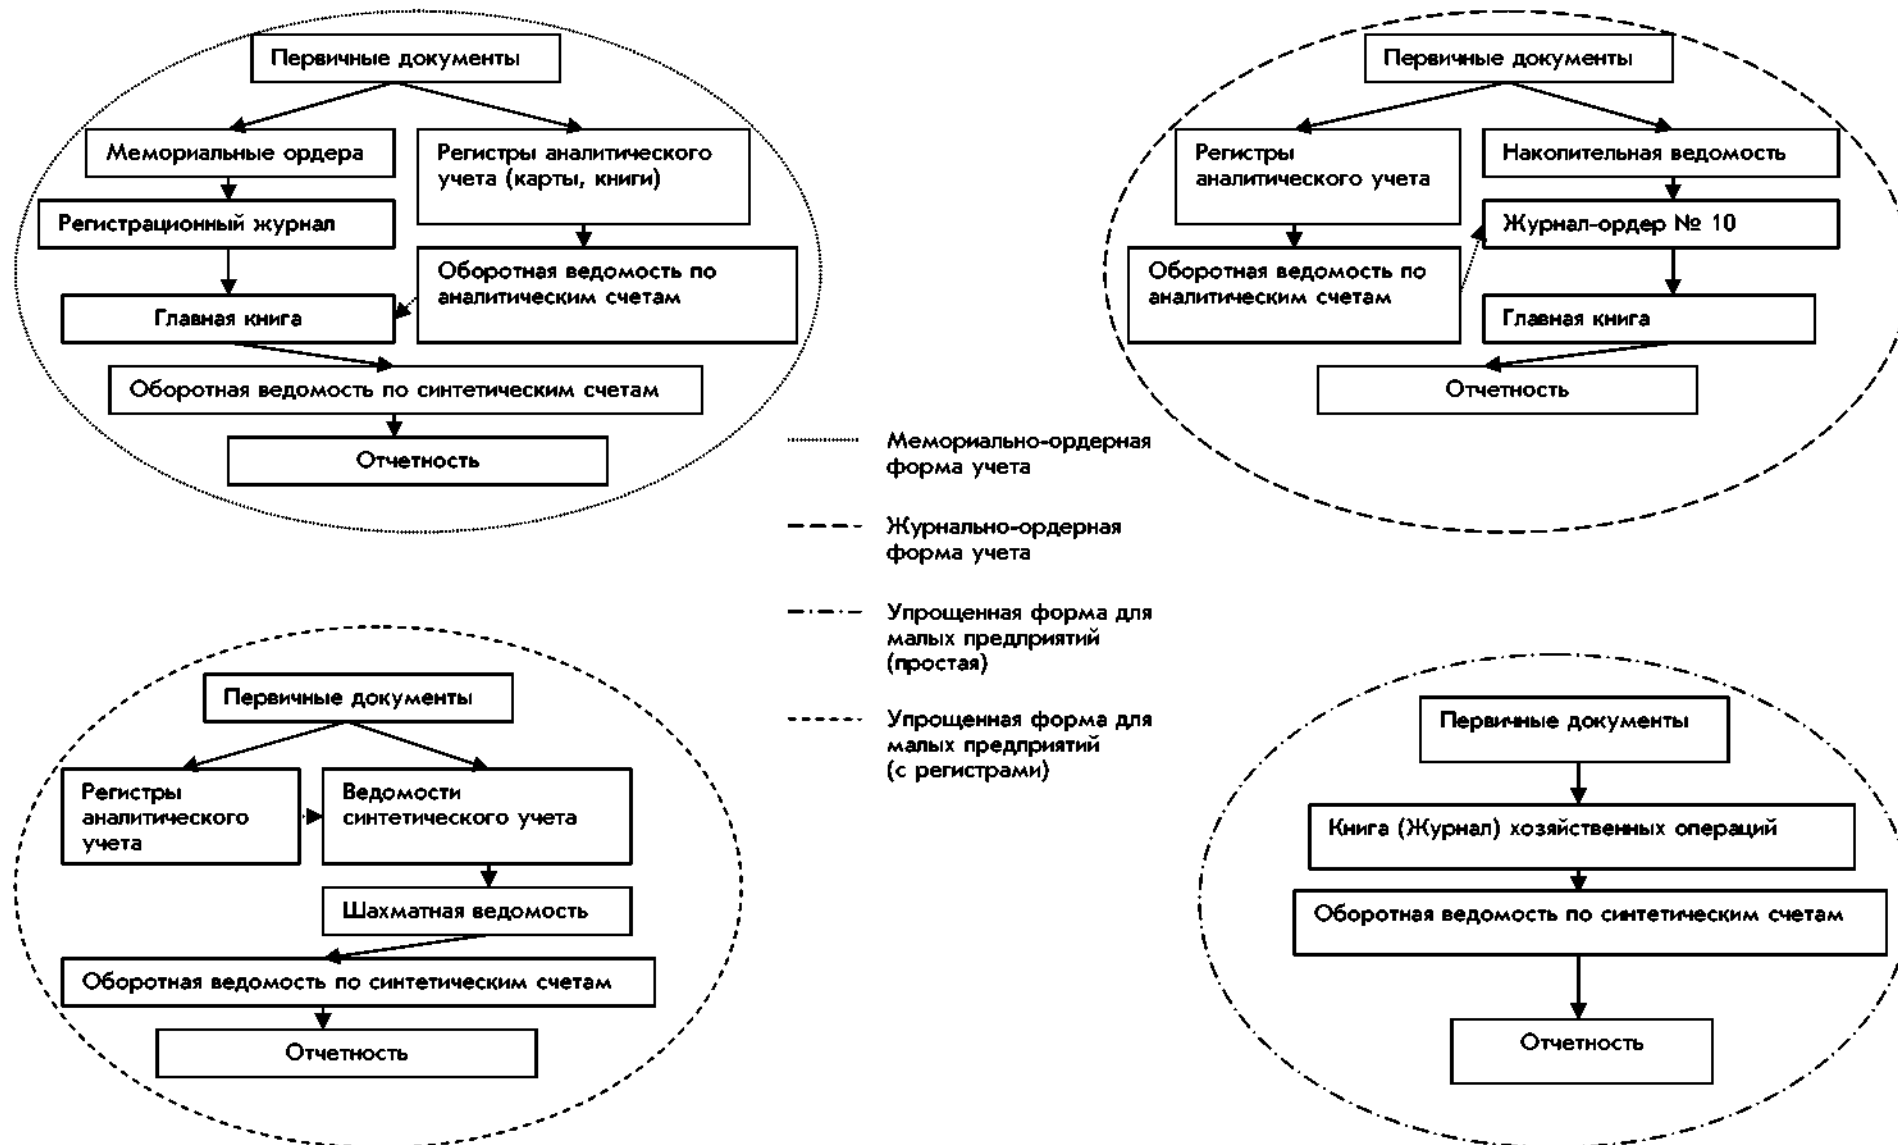 Первичные документы
Мемориальные ордера
Регистры аналитического
учета (карты, книги)
Регистрационный журнал
Оборотная ведомость по
аналитическим счетам
Главная книга
Оборотная ведомость по синтетическим счетам
Отчетность
Первичные документы
Регистры
аналитического учета
Накопительная ведомость
Журнал-ордер № 10
Оборотная ведомость по
аналитическим счетам
Главная книга
Отчетность
Мемориально-ордерная
форма учета
Журнально-ордерная
форма учета
Упрощенная форма для
малых предприятий
(простая)
Упрощенная форма для
малых предприятий
(с регистрами)
Первичные документы
Регистры
аналитического
учета
Ведомости
синтетического учета
Шахматная ведомость
Оборотная ведомость по синтетическим счетам
Отчетность
Первичные документы
Книга (Журнал) хозяйственных операций
Оборотная ведомость по синтетическим счетам
Отчетность